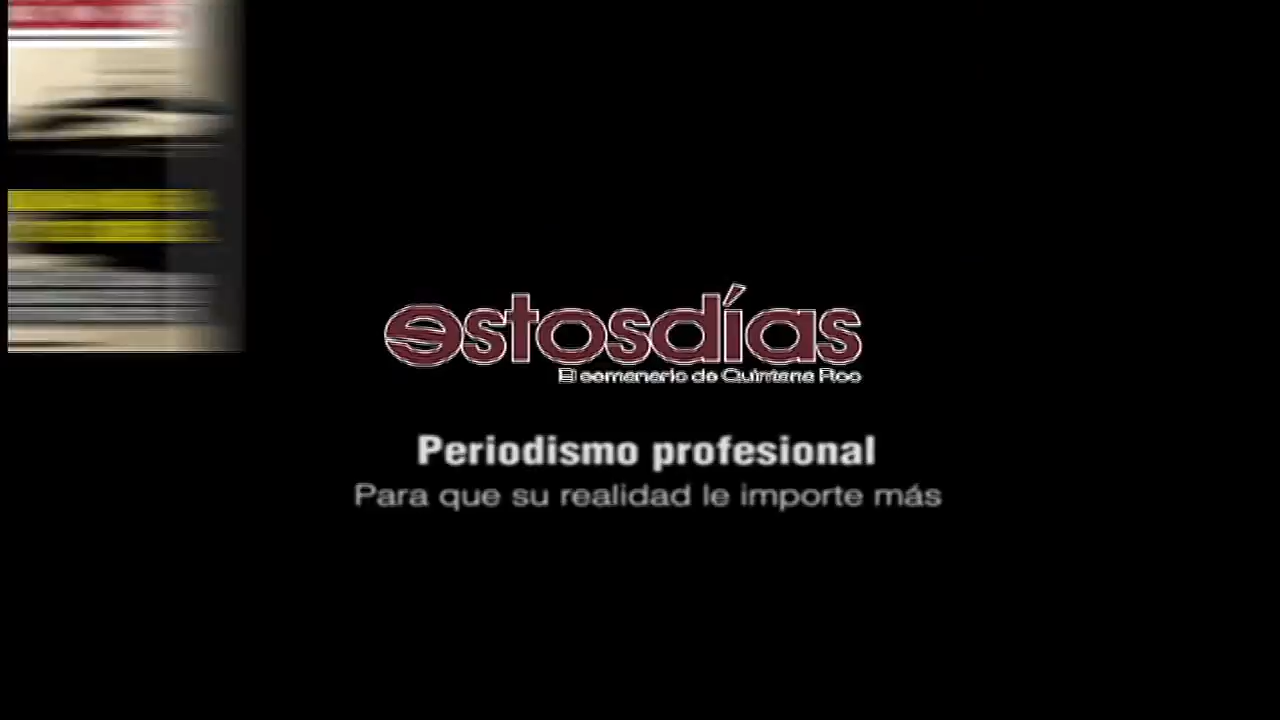 estosdías
El semanario de Quintana Roo
Periodismo profesional
Para que su realidad le importe más